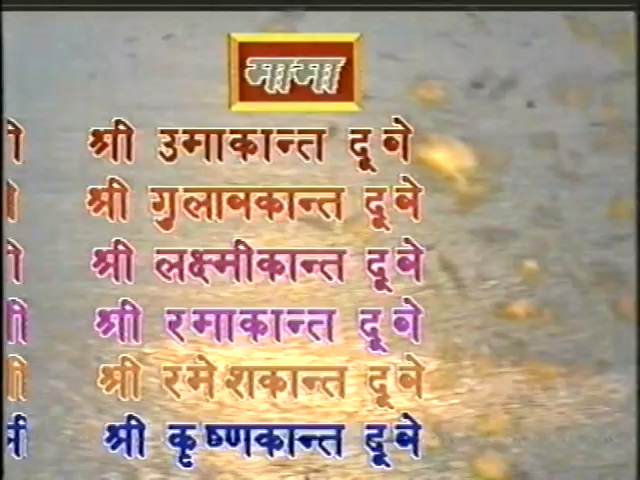 मामा
श्री उमाकान्त दूबे
श्री गुलाबकान्त दूबे
श्री लक्ष्मीकान्त दूबे
श्री रमाकान्त दूबे
श्री रमेशकान्त दूबे
श्री कृष्णकान्त दूबे